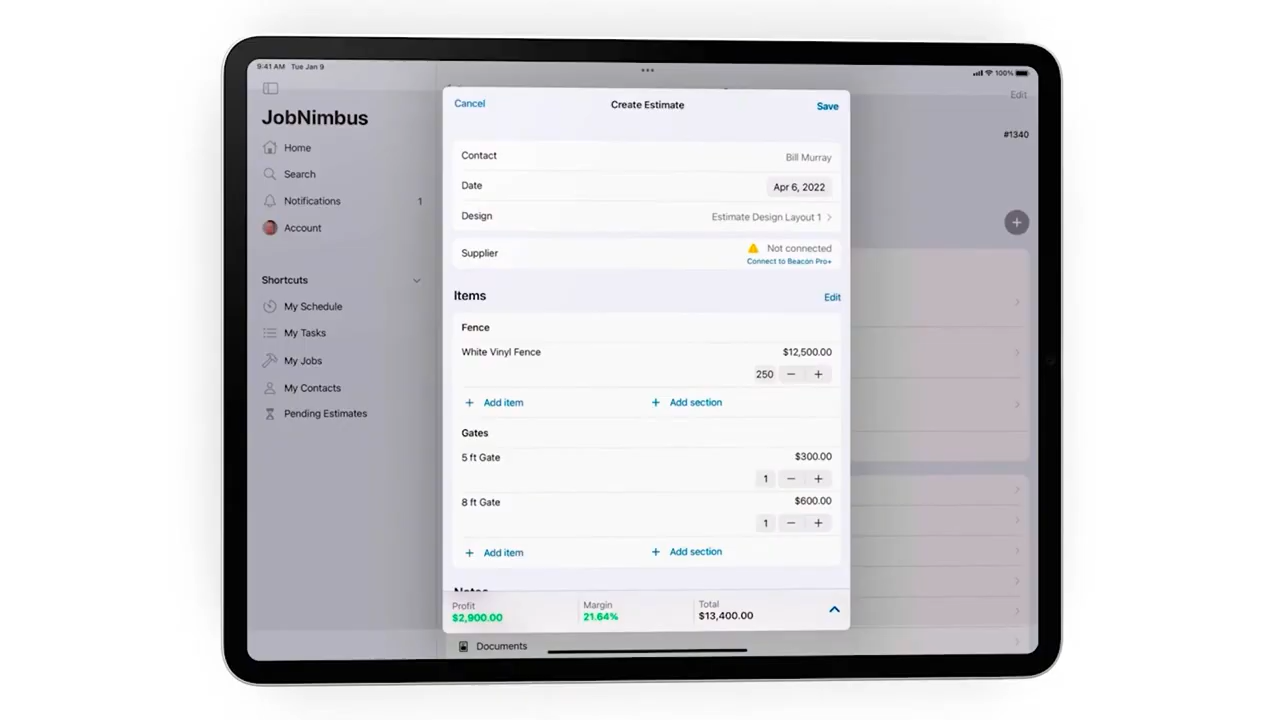 9:41 AM Tue Jan 9
100%
JobNimbus
Home
Search
Notifications 1
Account
Shortcuts
My Schedule
My Tasks
My Jobs
My Contacts
Pending Estimates
Edit
#1340
Cancel Create Estimate Save
Contact Bill Murray
Date Apr 6, 2022
Design Estimate Design Layout 1
Supplier Not connected
Connect to Beacon Pro+
Items Edit
Fence
White Vinyl Fence $12,500.00
250 − +
+ Add item + Add section
Gates
5 ft Gate $300.00
1 − +
8 ft Gate $600.00
1 − +
+ Add item + Add section
Notes
Profit Margin Total
$2,900.00 21.64% $13,400.00
Documents